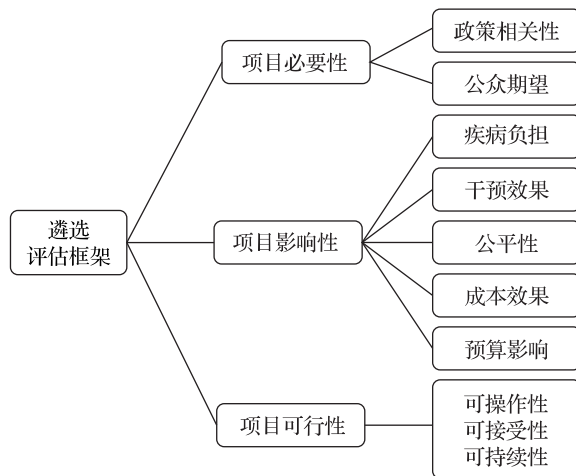 遴选
评估框架
项目必要性
政策相关性
公众期望
项目影响性
疾病负担
干预效果
公平性
成本效果
预算影响
项目可行性
可操作性
可接受性
可持续性